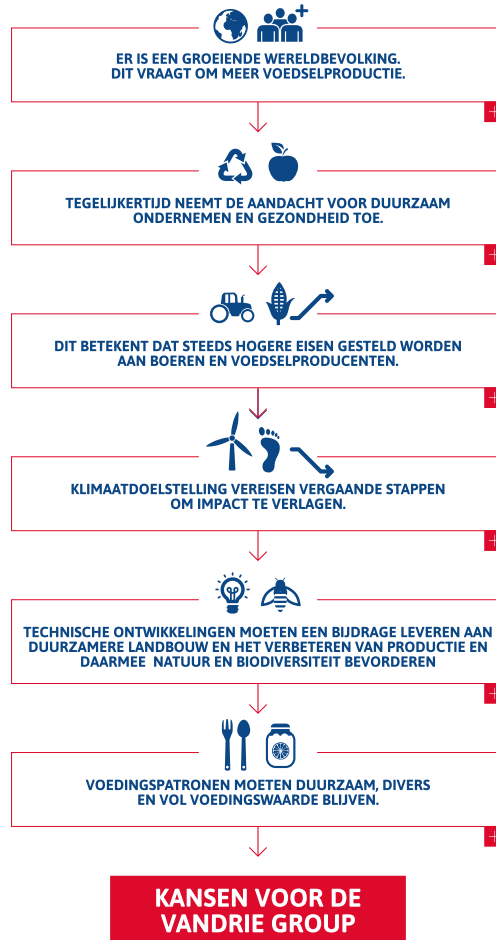 ER IS EEN GROEIENDE WERELDBEVOLKING.
DIT VRAAGT OM MEER VOEDSELPRODUCTIE.
TEGELIJKERTIJD NEEMT DE AANDACHT VOOR DUURZAAM
ONDERNEMEN EN GEZONDHEID TOE.
DIT BETEKENT DAT STEEDS HOGERE EISEN GESTELD WORDEN
AAN BOEREN EN VOEDSELPRODUCENTEN.
KLIMAATDOELSTELLING VEREISEN VERGAANDE STAPPEN
OM IMPACT TE VERLAGEN.
TECHNISCHE ONTWIKKELINGEN MOETEN EEN BIJDRAGE LEVEREN AAN
DUURZAMERE LANDBOUW EN HET VERBETEREN VAN PRODUCTIE EN
DAARMEE NATUUR EN BIODIVERSITEIT BEVORDEREN
VOEDINGSPATRONEN MOETEN DUURZAAM, DIVERS
EN VOL VOEDINGSWAARDE BLIJVEN.
KANSEN VOOR DE
VANDRIE GROUP